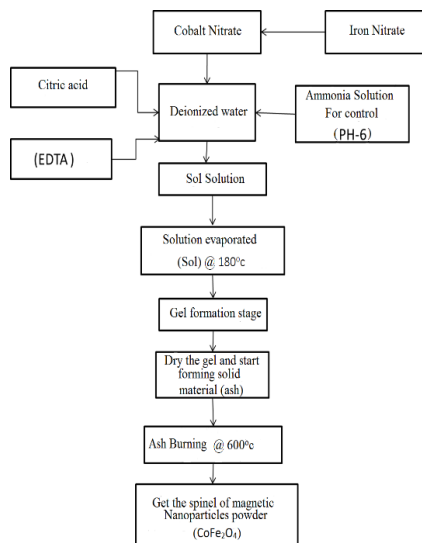 Cobalt Nitrate
Iron Nitrate
Citric acid
Deionized water
Ammonia Solution
For control
(PH-6)
(EDTA )
Sol Solution
Solution evaporated
(Sol) @ 180°c
Gel formation stage
Dry the gel and start
forming solid
material (ash)
Ash Burning @ 600°c
Get the spinel of magnetic
Nanoparticles powder
(CoFe₂O₄)